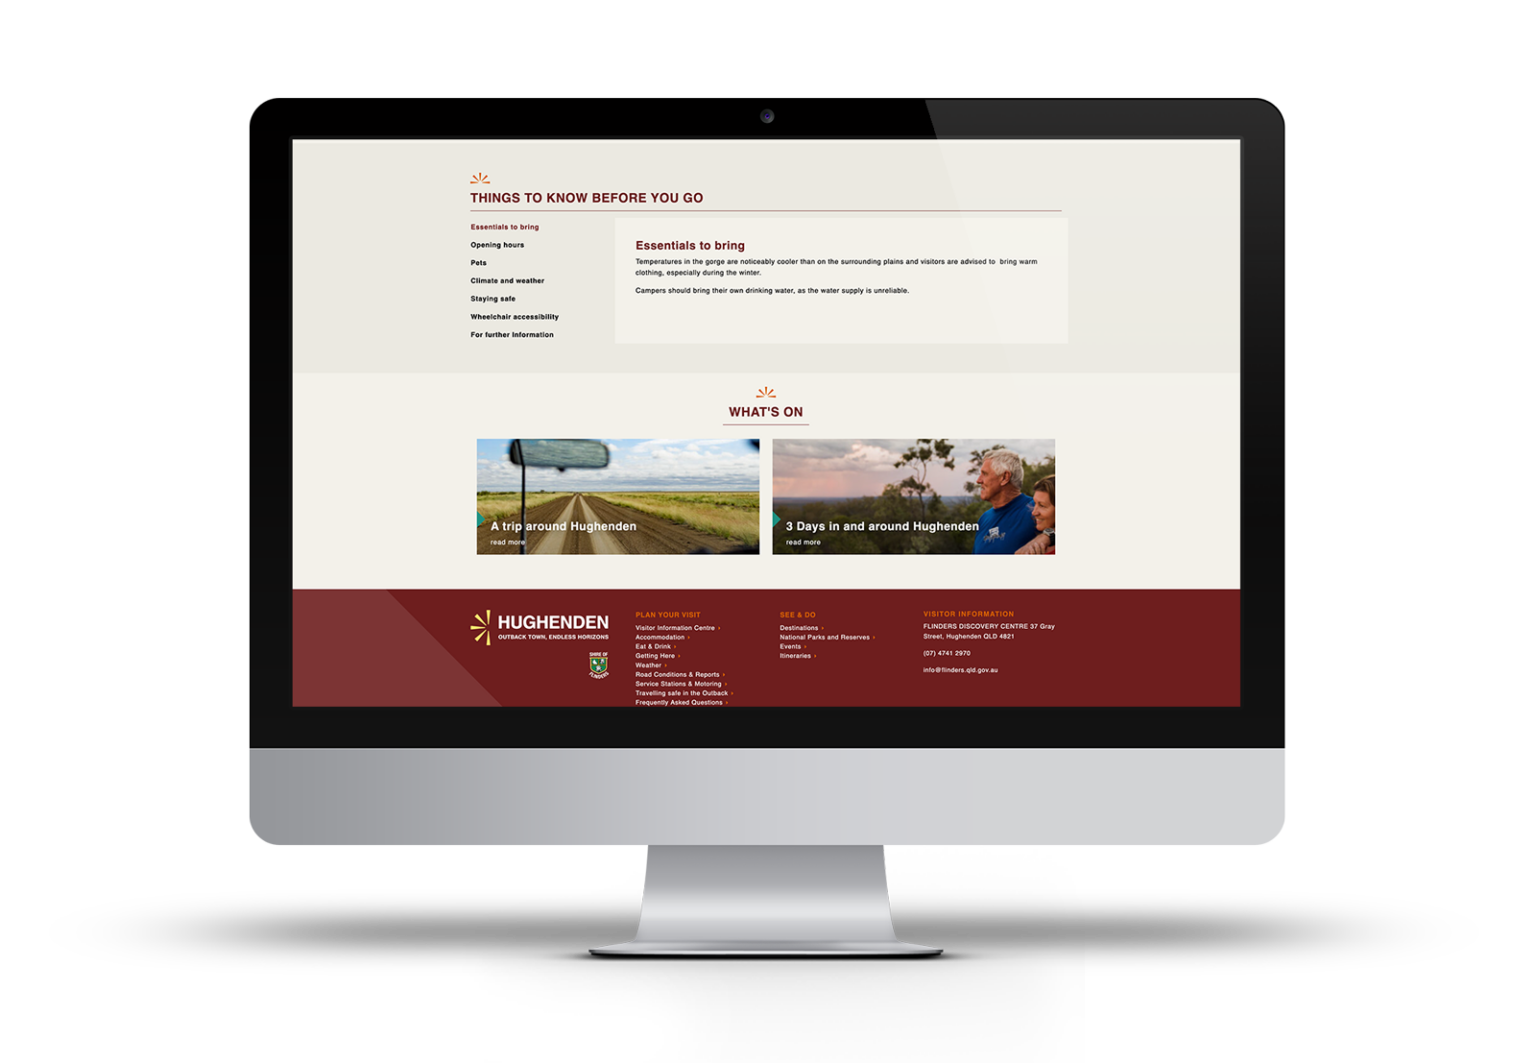 THINGS TO KNOW BEFORE YOU GO
Essentials to bring
Opening hours
Pets
Climate and weather
Staying safe
Wheelchair accessibility
For further Information
Essentials to bring
Temperatures in the gorge are noticeably cooler than on the surrounding plains and visitors are advised to bring warm
clothing, especially during the winter.
Campers should bring their own drinking water, as the water supply is unreliable.
WHAT'S ON
A trip around Hughenden
read more
3 Days in and around Hughenden
read more
HUGHENDEN
OUTBACK TOWN, ENDLESS HORIZONS
SHIRE OF
FLINDERS
PLAN YOUR VISIT
Visitor Information Centre ›
Accommodation ›
Eat & Drink ›
Getting Here ›
Weather ›
Road Conditions & Reports ›
Service Stations & Motoring ›
Travelling safe in the Outback ›
Frequently Asked Questions ›
SEE & DO
Destinations ›
National Parks and Reserves ›
Events ›
Itineraries ›
VISITOR INFORMATION
FLINDERS DISCOVERY CENTRE 37 Gray
Street, Hughenden QLD 4821
(07) 4741 2970
info@flinders.qld.gov.au